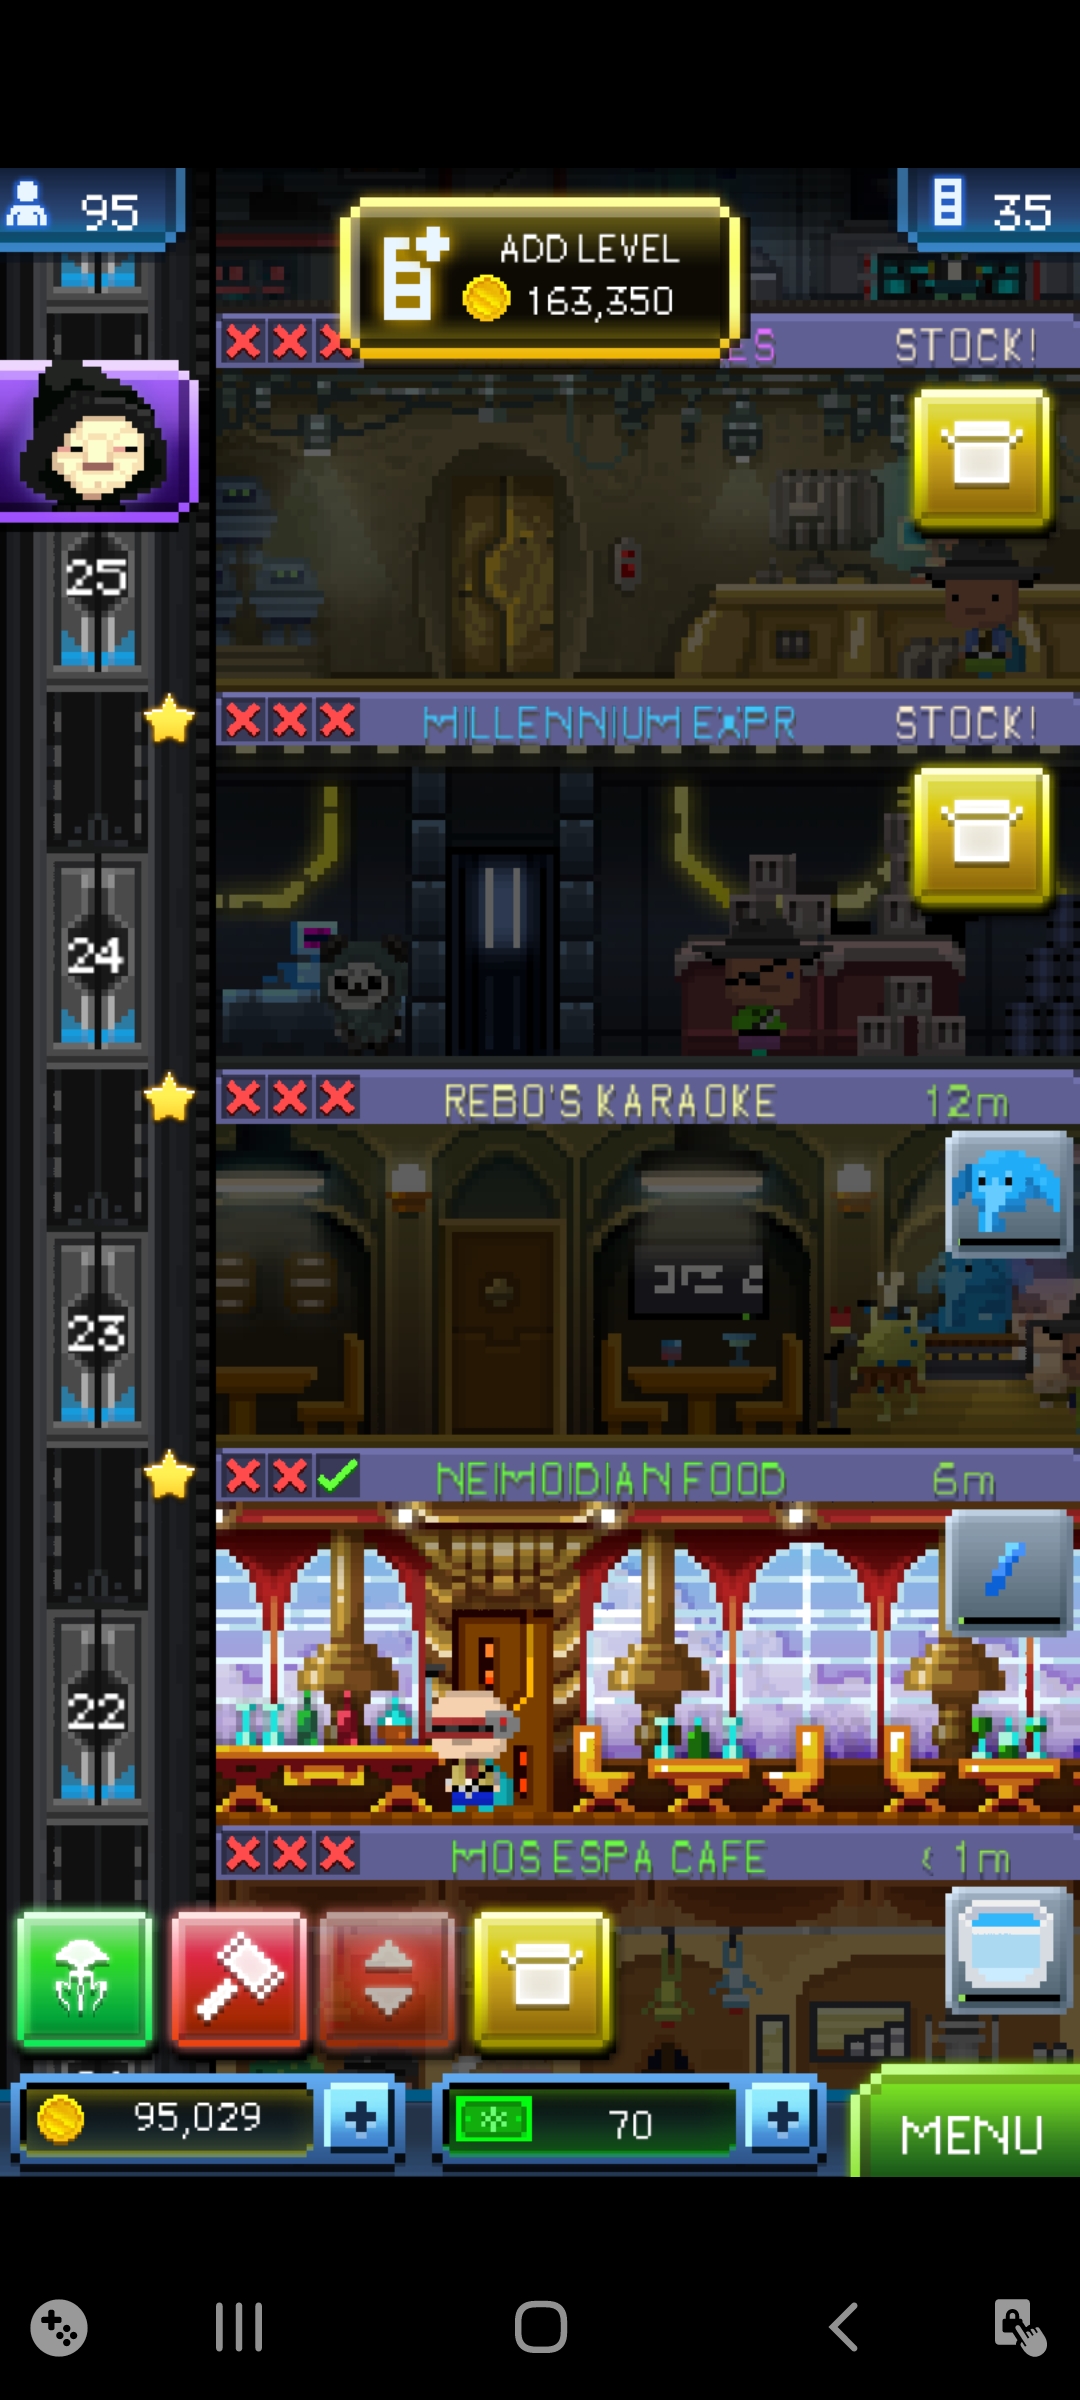 95
35
ADD LEVEL
163,350
ES STOCK!
25
MILLENNIUM EXPR STOCK!
24
REBO'S KARAOKE 12m
23
NEIMOIDIAN FOOD 6m
22
MOS ESPA CAFE < 1m
95,029
70
MENU